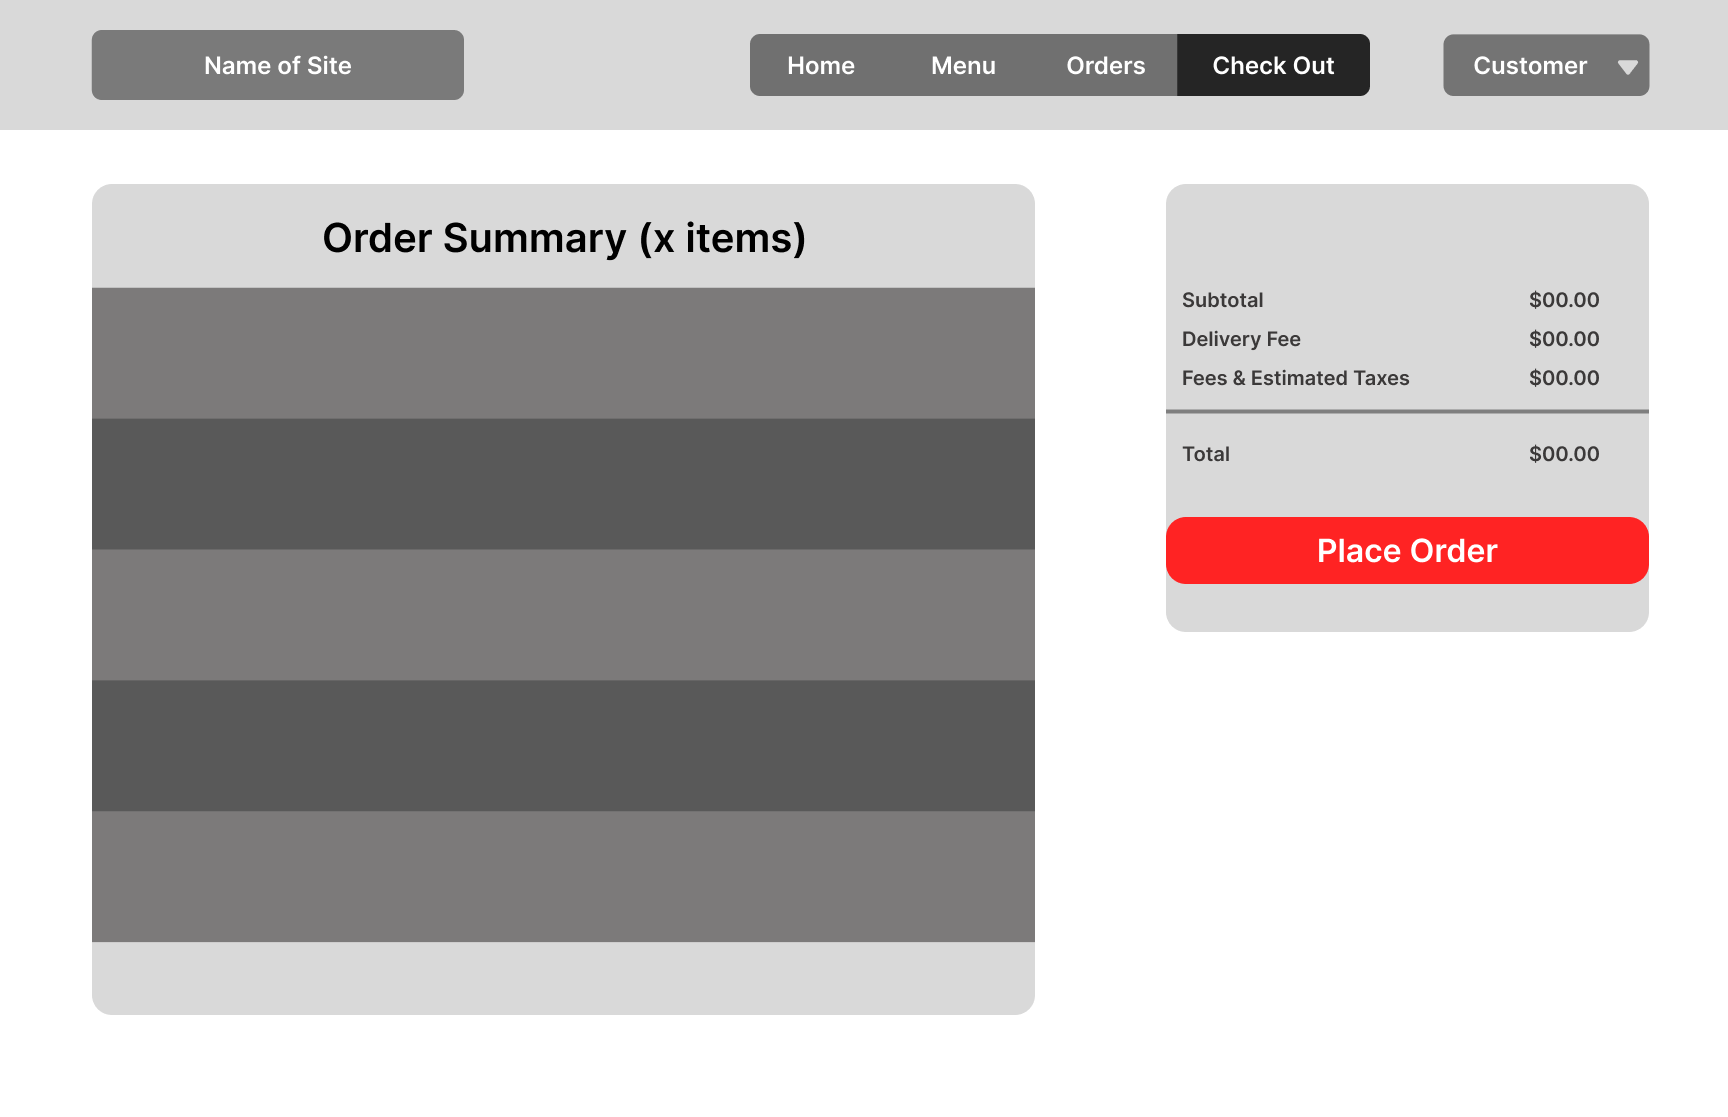 Name of Site
Home Menu Orders Check Out
Customer
Order Summary (x items)
Subtotal $00.00
Delivery Fee $00.00
Fees & Estimated Taxes $00.00
Total $00.00
Place Order